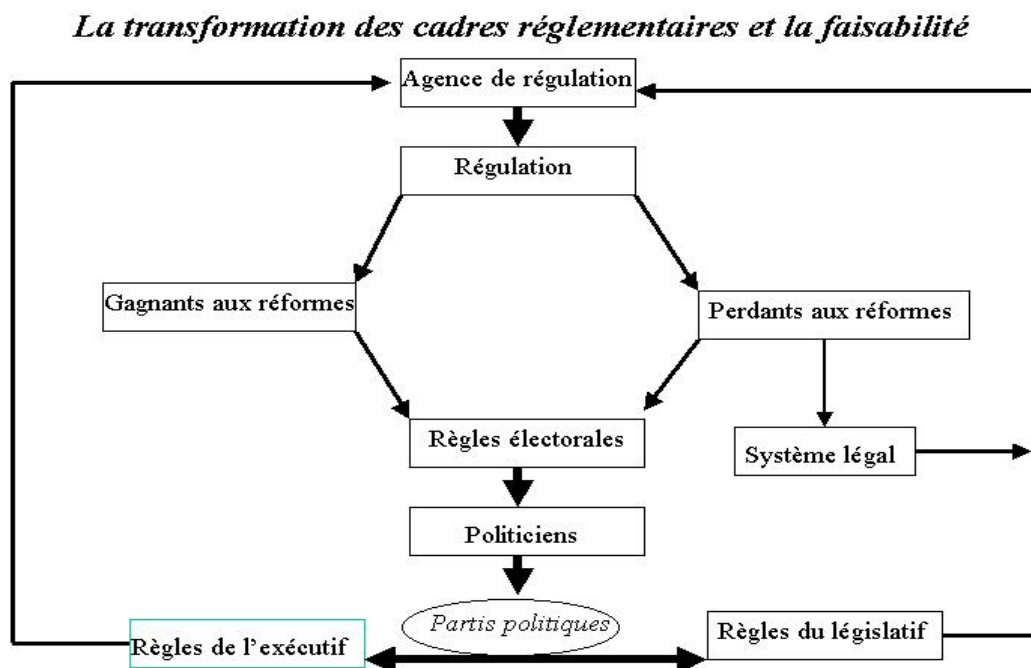 La transformation des cadres réglementaires et la faisabilité
Agence de régulation
Régulation
Gagnants aux réformes
Perdants aux réformes
Règles électorales
Système légal
Politiciens
Partis politiques
Règles de l'exécutif
Règles du législatif